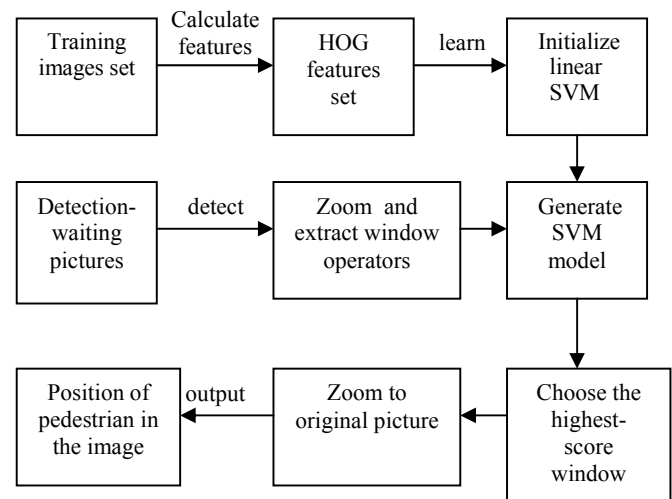 Training
images set
Calculate
features
HOG
features
set
learn
Initialize
linear
SVM
Detection-
waiting
pictures
detect
Zoom and
extract window
operators
Generate
SVM
model
Position of
pedestrian in
the image
output
Zoom to
original picture
Choose the
highest-
score
window